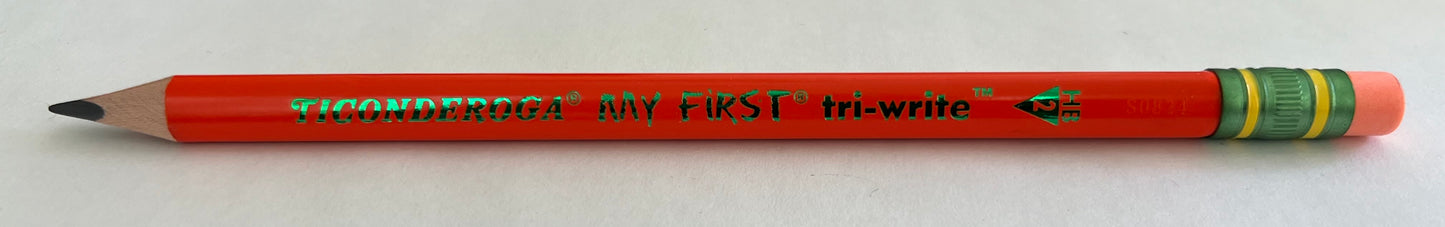 TICONDEROGA® MY FIRST® tri-write™ 2 HB